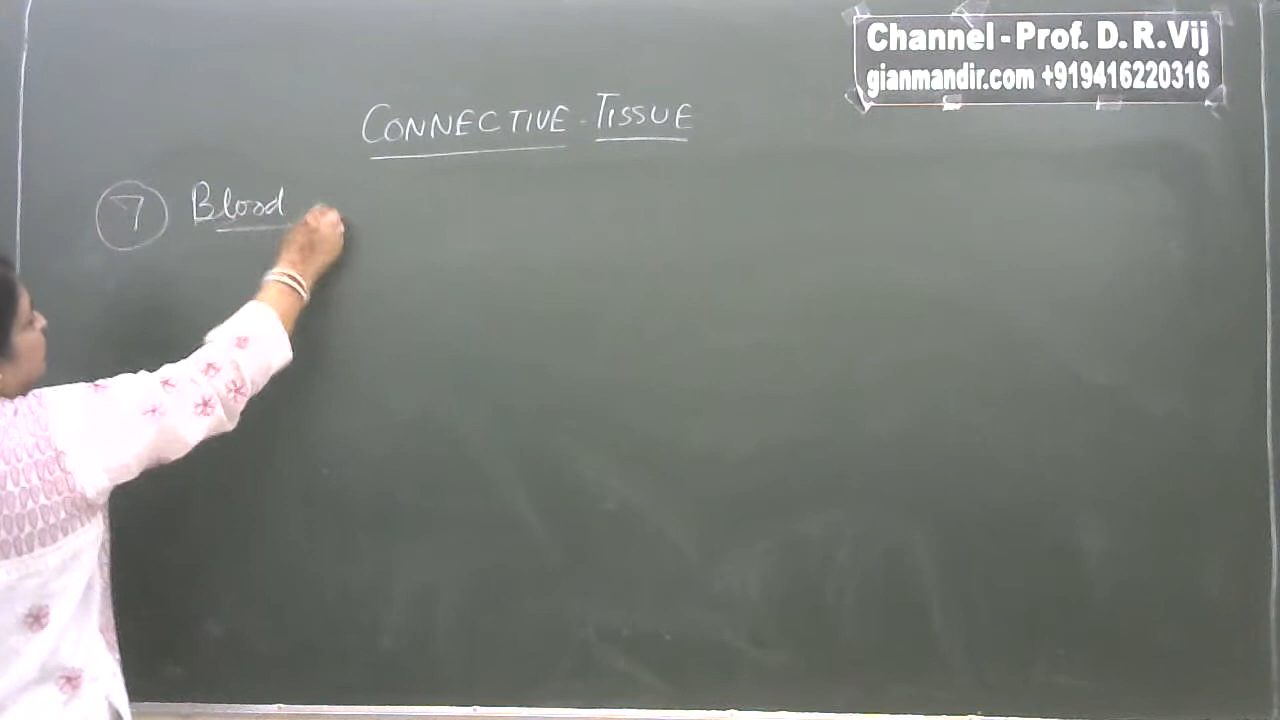 Channel - Prof. D. R. Vij
gianmandir.com +919416220316
CONNECTIVE - TISSUE
7 Blood